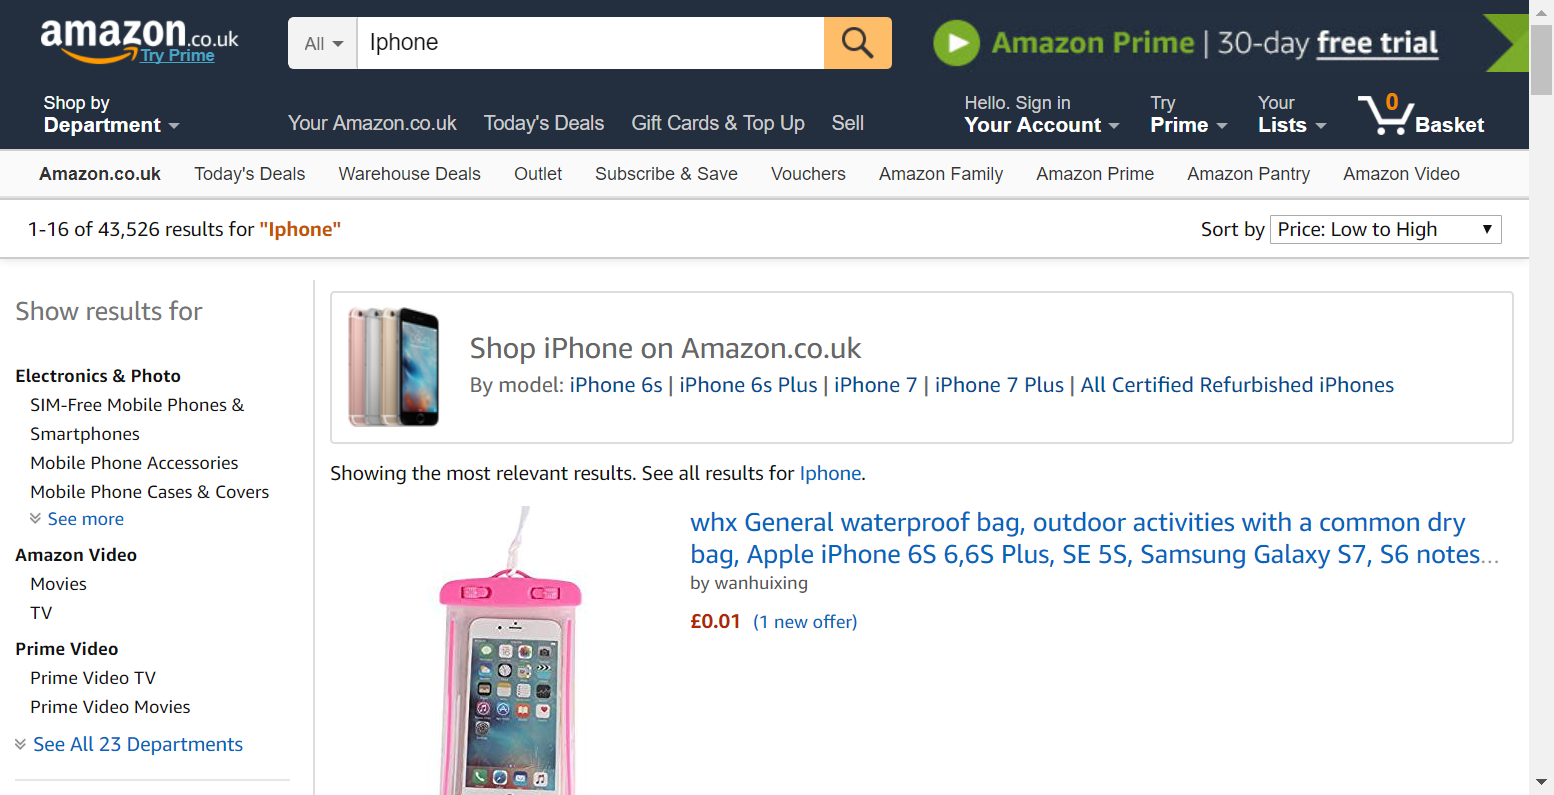 amazon.co.uk
Try Prime
All
Iphone
Amazon Prime | 30-day free trial
Shop by
Department
Your Amazon.co.uk Today's Deals Gift Cards & Top Up Sell
Hello. Sign in
Your Account
Try
Prime
Your
Lists
0
Basket
Amazon.co.uk Today's Deals Warehouse Deals Outlet Subscribe & Save Vouchers Amazon Family Amazon Prime Amazon Pantry Amazon Video
1-16 of 43,526 results for "Iphone"
Sort by Price: Low to High
Show results for
Electronics & Photo
SIM-Free Mobile Phones &
Smartphones
Mobile Phone Accessories
Mobile Phone Cases & Covers
See more
Amazon Video
Movies
TV
Prime Video
Prime Video TV
Prime Video Movies
See All 23 Departments
Shop iPhone on Amazon.co.uk
By model: iPhone 6s | iPhone 6s Plus | iPhone 7 | iPhone 7 Plus | All Certified Refurbished iPhones
Showing the most relevant results. See all results for Iphone.
whx General waterproof bag, outdoor activities with a common dry
bag, Apple iPhone 6S 6,6S Plus, SE 5S, Samsung Galaxy S7, S6 notes...
by wanhuixing
£0.01 (1 new offer)